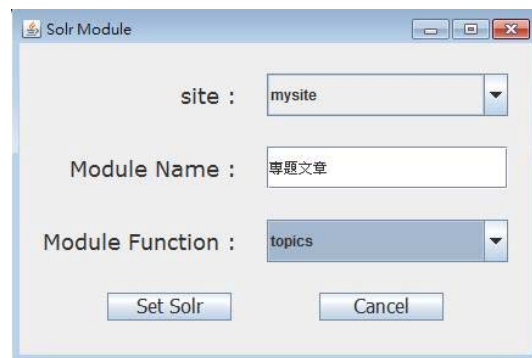 Solr Module
site : mysite
Module Name : 專題文章
Module Function : topics
Set Solr Cancel